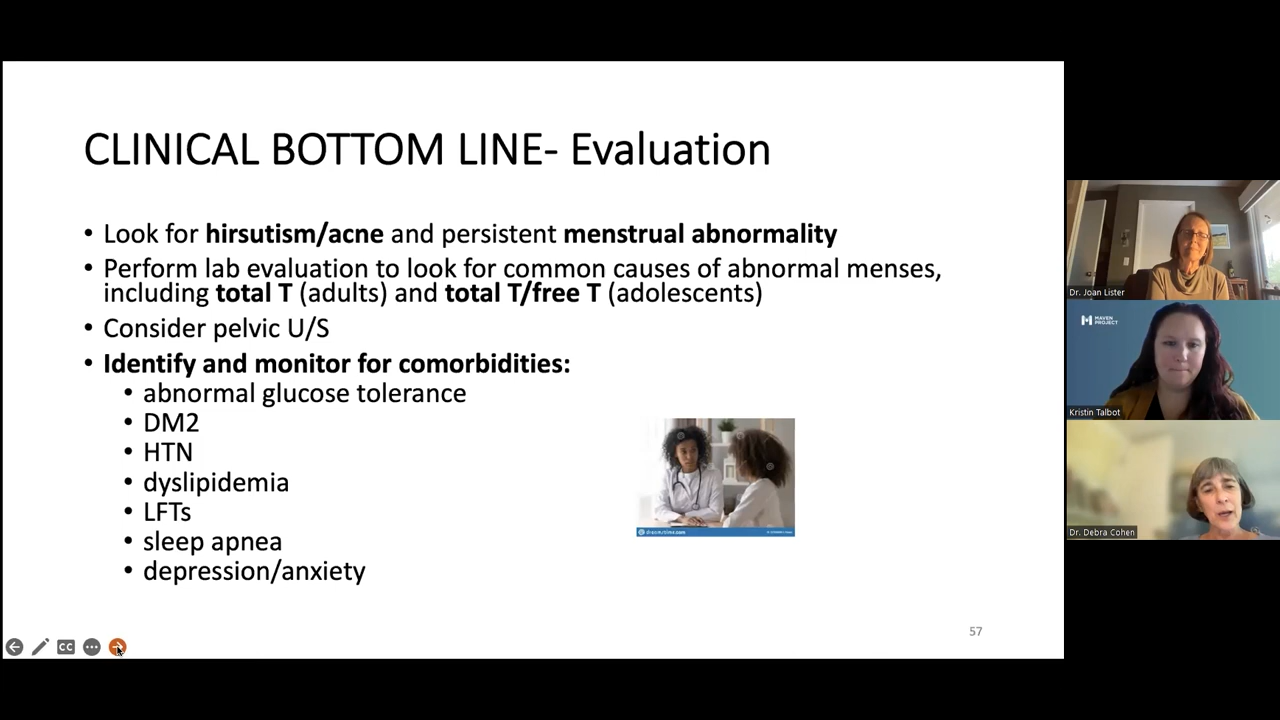 CLINICAL BOTTOM LINE- Evaluation
• Look for hirsutism/acne and persistent menstrual abnormality
• Perform lab evaluation to look for common causes of abnormal menses,
including total T (adults) and total T/free T (adolescents)
• Consider pelvic U/S
• Identify and monitor for comorbidities:
• abnormal glucose tolerance
• DM2
• HTN
• dyslipidemia
• LFTs
• sleep apnea
• depression/anxiety
57
CC
Dr. Joan Lister
MAVEN
PROJECT
Kristin Talbot
Dr. Debra Cohen